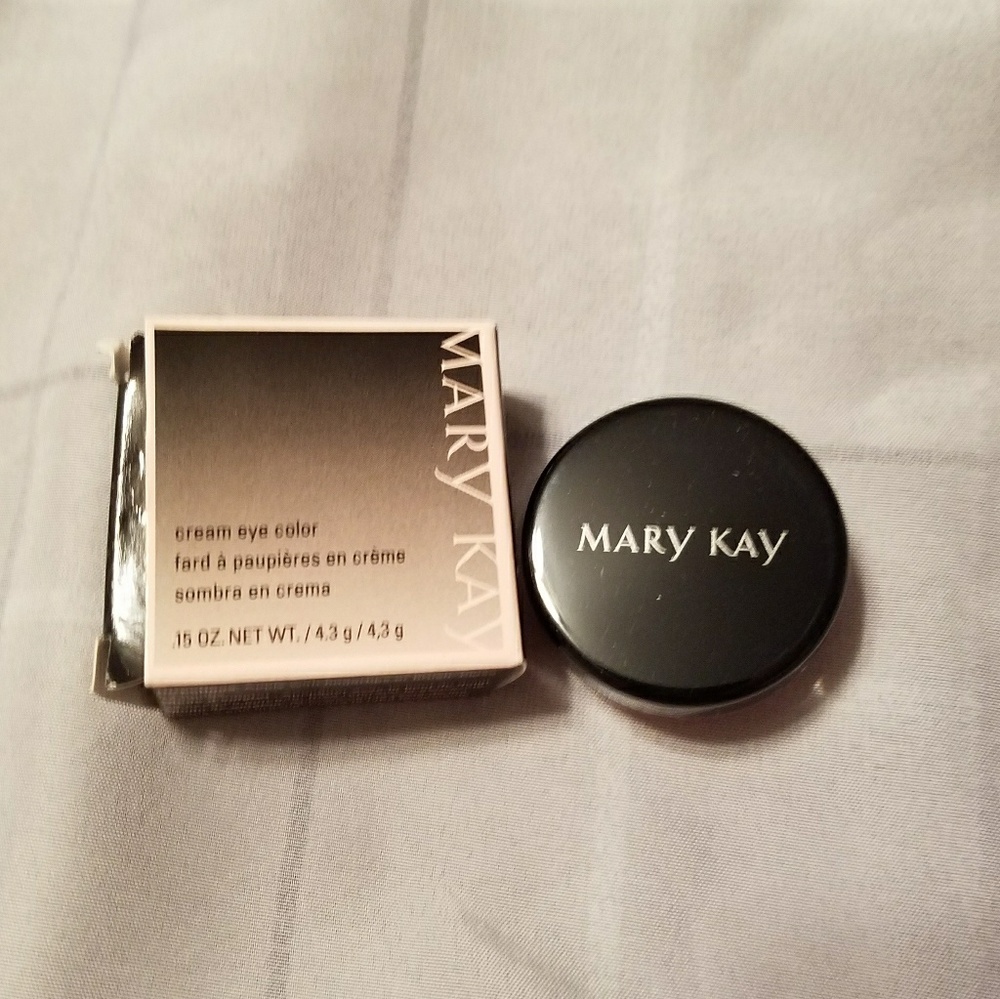 MARY KAY
cream eye color
fard à paupières en crème
sombra en crema
.15 OZ. NET WT. / 4.3 g / 4,3 g
MARY KAY